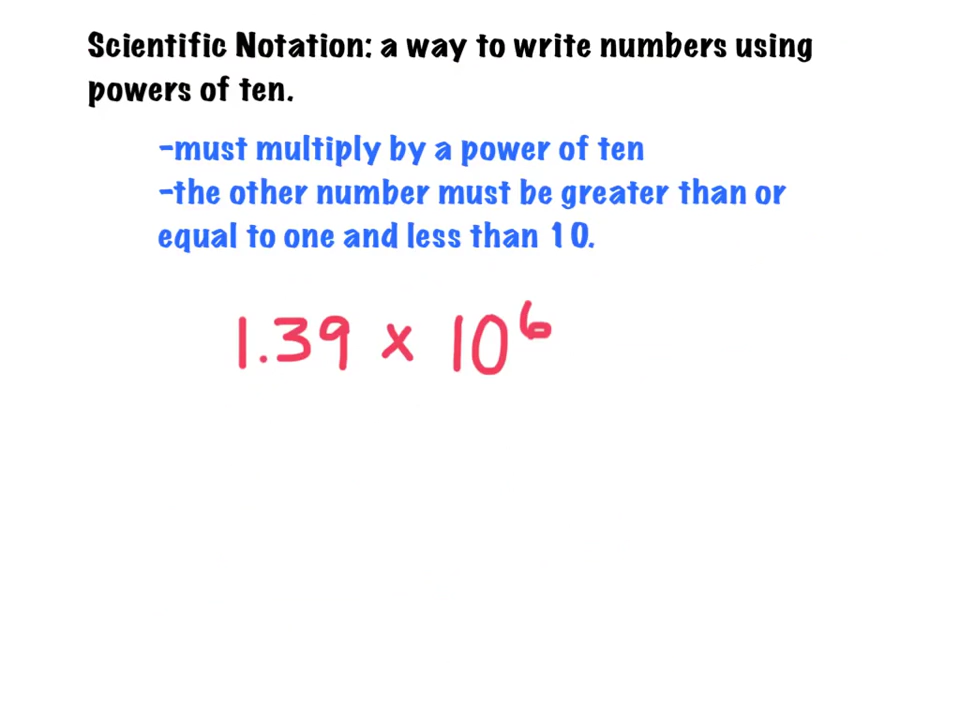 Scientific Notation: a way to write numbers using
powers of ten.
-must multiply by a power of ten
-the other number must be greater than or
equal to one and less than 10.
1.39 x 10⁶